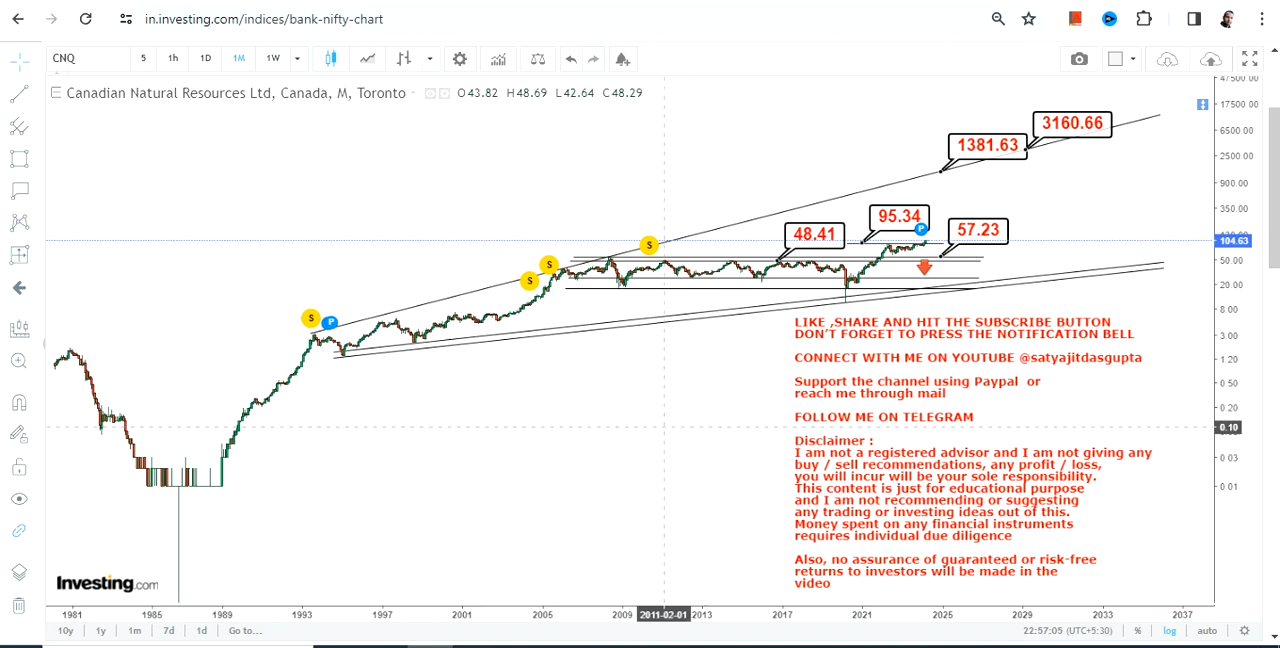 in.investing.com/indices/bank-nifty-chart
CNQ 5 1h 1D 1M 1W
Canadian Natural Resources Ltd, Canada, M, Toronto O43.82 H48.69 L42.64 C48.29
47500.00
17500.00
6500.00
2500.00
900.00
350.00
104.63
50.00
20.00
8.00
3.00
1.20
0.50
0.20
0.10
0.03
0.01
3160.66
1381.63
95.34
57.23
48.41
P
S
S
S
S
P
LIKE ,SHARE AND HIT THE SUBSCRIBE BUTTON
DON'T FORGET TO PRESS THE NOTIFICATION BELL
CONNECT WITH ME ON YOUTUBE @satyajitdasgupta
Support the channel using Paypal or
reach me through mail
FOLLOW ME ON TELEGRAM
Disclaimer :
I am not a registered advisor and I am not giving any
buy / sell recommendations, any profit / loss,
you will incur will be your sole responsibility.
This content is just for educational purpose
and I am not recommending or suggesting
any trading or investing ideas out of this.
Money spent on any financial instruments
requires individual due diligence
Also, no assurance of guaranteed or risk-free
returns to investors will be made in the
video
Investing.com
1981 1985 1989 1993 1997 2001 2005 2009 2011-02-01 2013 2017 2021 2025 2029 2033 2037
10y 1y 1m 7d 1d Go to... 22:57:05 (UTC+5:30) % log auto